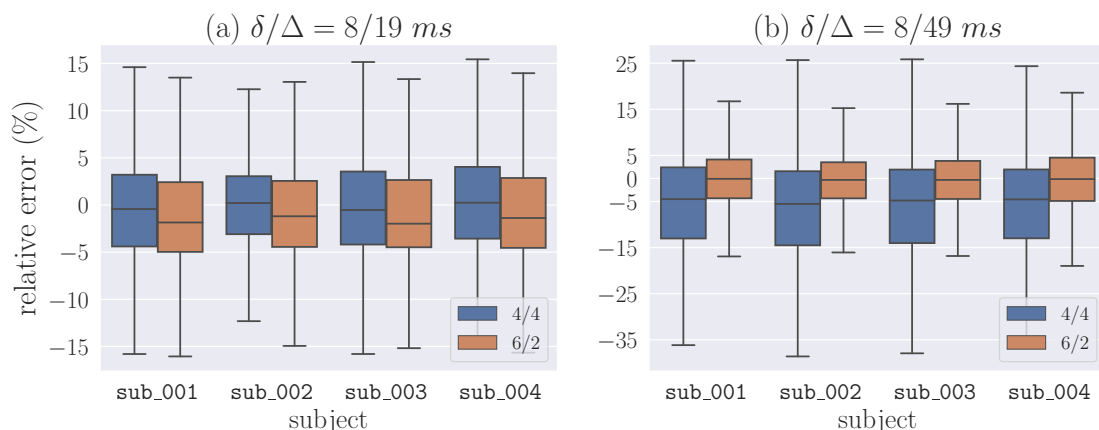 (a) δ/Δ = 8/19 ms
relative error (%)
15
10
5
0
−5
−10
−15
4/4
6/2
sub_001 sub_002 sub_003 sub_004
subject
(b) δ/Δ = 8/49 ms
25
15
5
0
−5
−15
−25
−35
4/4
6/2
sub_001 sub_002 sub_003 sub_004
subject